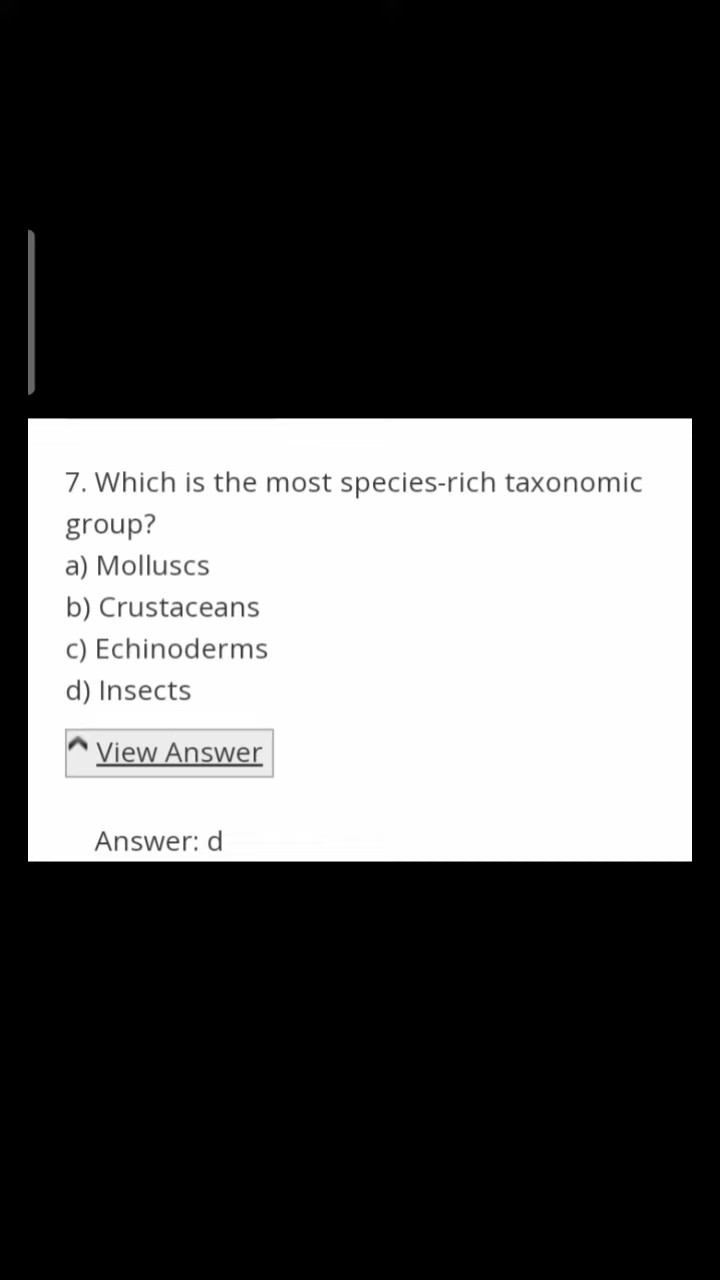 7. Which is the most species-rich taxonomic
group?
a) Molluscs
b) Crustaceans
c) Echinoderms
d) Insects
View Answer
Answer: d